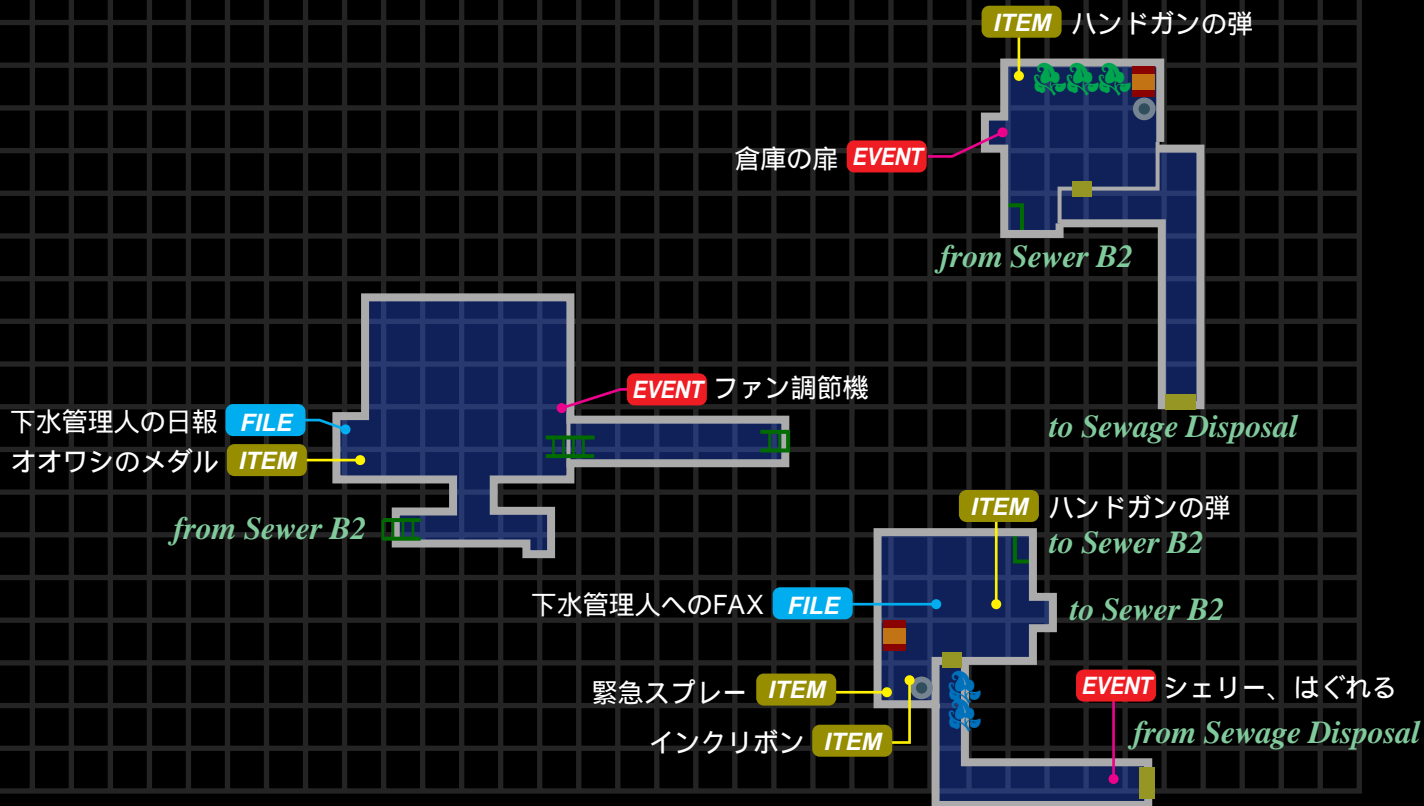 ITEM ハンドガンの弾
倉庫の扉 EVENT
from Sewer B2
to Sewage Disposal
EVENT ファン調節機
下水管理人の日報 FILE
オオワシのメダル ITEM
from Sewer B2
ITEM ハンドガンの弾
to Sewer B2
下水管理人へのFAX FILE
to Sewer B2
緊急スプレー ITEM
インクリボン ITEM
EVENT シェリー、はぐれる
from Sewage Disposal